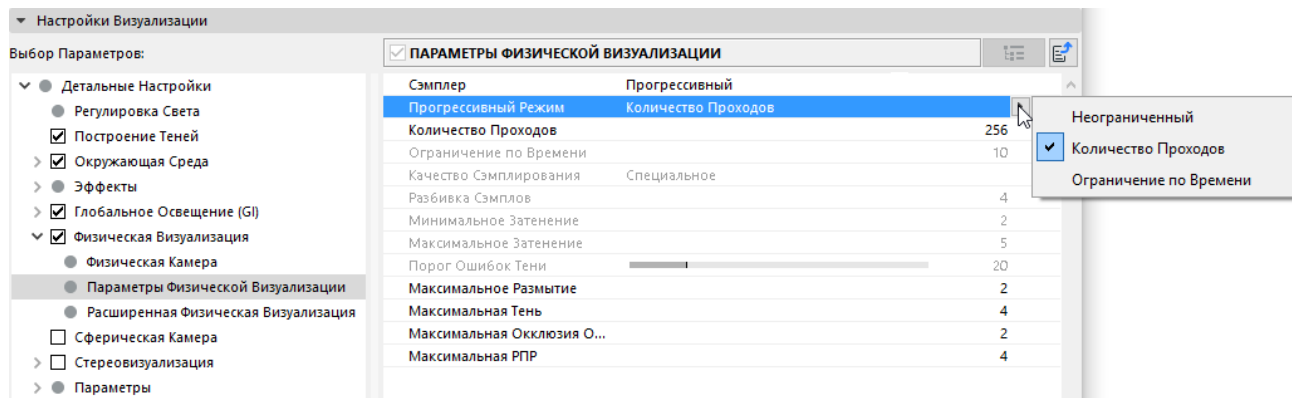 Настройки Визуализации
Выбор Параметров:
Детальные Настройки
Регулировка Света
Построение Теней
Окружающая Среда
Эффекты
Глобальное Освещение (GI)
Физическая Визуализация
Физическая Камера
Параметры Физической Визуализации
Расширенная Физическая Визуализация
Сферическая Камера
Стереовизуализация
Параметры
ПАРАМЕТРЫ ФИЗИЧЕСКОЙ ВИЗУАЛИЗАЦИИ
Сэмплер Прогрессивный
Прогрессивный Режим Количество Проходов
Количество Проходов 256
Ограничение по Времени 10
Качество Сэмплирования Специальное
Разбивка Сэмплов 4
Минимальное Затенение 2
Максимальное Затенение 5
Порог Ошибок Тени 20
Максимальное Размытие 2
Максимальная Тень 4
Максимальная Окклюзия О... 2
Максимальная РПР 4
Неограниченный
Количество Проходов
Ограничение по Времени